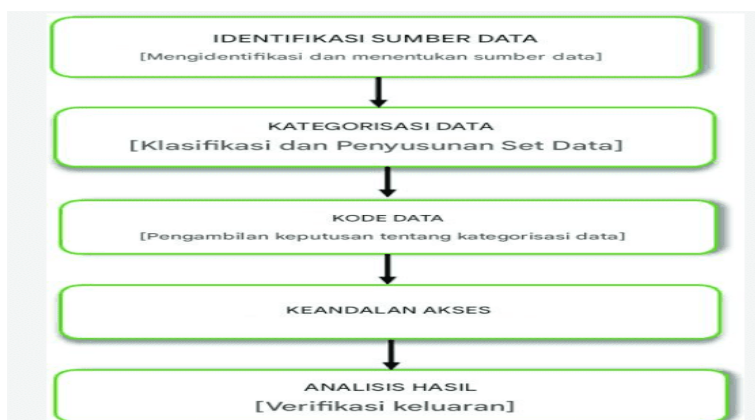 IDENTIFIKASI SUMBER DATA
[Mengidentifikasi dan menentukan sumber data]
KATEGORISASI DATA
[Klasifikasi dan Penyusunan Set Data]
KODE DATA
[Pengambilan keputusan tentang kategorisasi data]
KEANDALAN AKSES
ANALISIS HASIL
[Verifikasi keluaran]